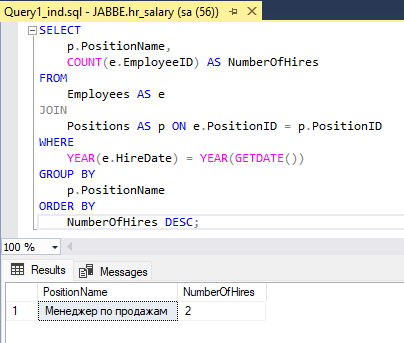 Query1_ind.sql - JABBE.hr_salary (sa (56))
SELECT
p.PositionName,
COUNT(e.EmployeeID) AS NumberOfHires
FROM
Employees AS e
JOIN
Positions AS p ON e.PositionID = p.PositionID
WHERE
YEAR(e.HireDate) = YEAR(GETDATE())
GROUP BY
p.PositionName
ORDER BY
NumberOfHires DESC;
100 %
Results Messages
PositionName NumberOfHires
1 Менеджер по продажам 2